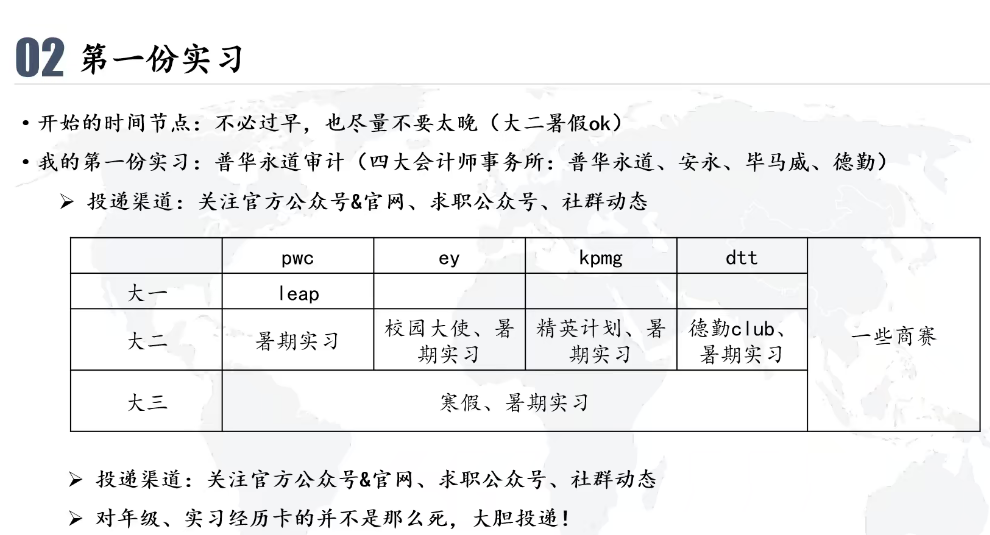 02 第一份实习
• 开始的时间节点：不必过早，也尽量不要太晚（大二暑假ok）
• 我的第一份实习：普华永道审计（四大会计师事务所：普华永道、安永、毕马威、德勤）
➢ 投递渠道：关注官方公众号&官网、求职公众号、社群动态
pwc ey kpmg dtt
大一 leap
大二 暑期实习 校园大使、暑期实习 精英计划、暑期实习 德勤club、暑期实习 一些商赛
大三 寒假、暑期实习
➢ 投递渠道：关注官方公众号&官网、求职公众号、社群动态
➢ 对年级、实习经历卡的并不是那么死，大胆投递！